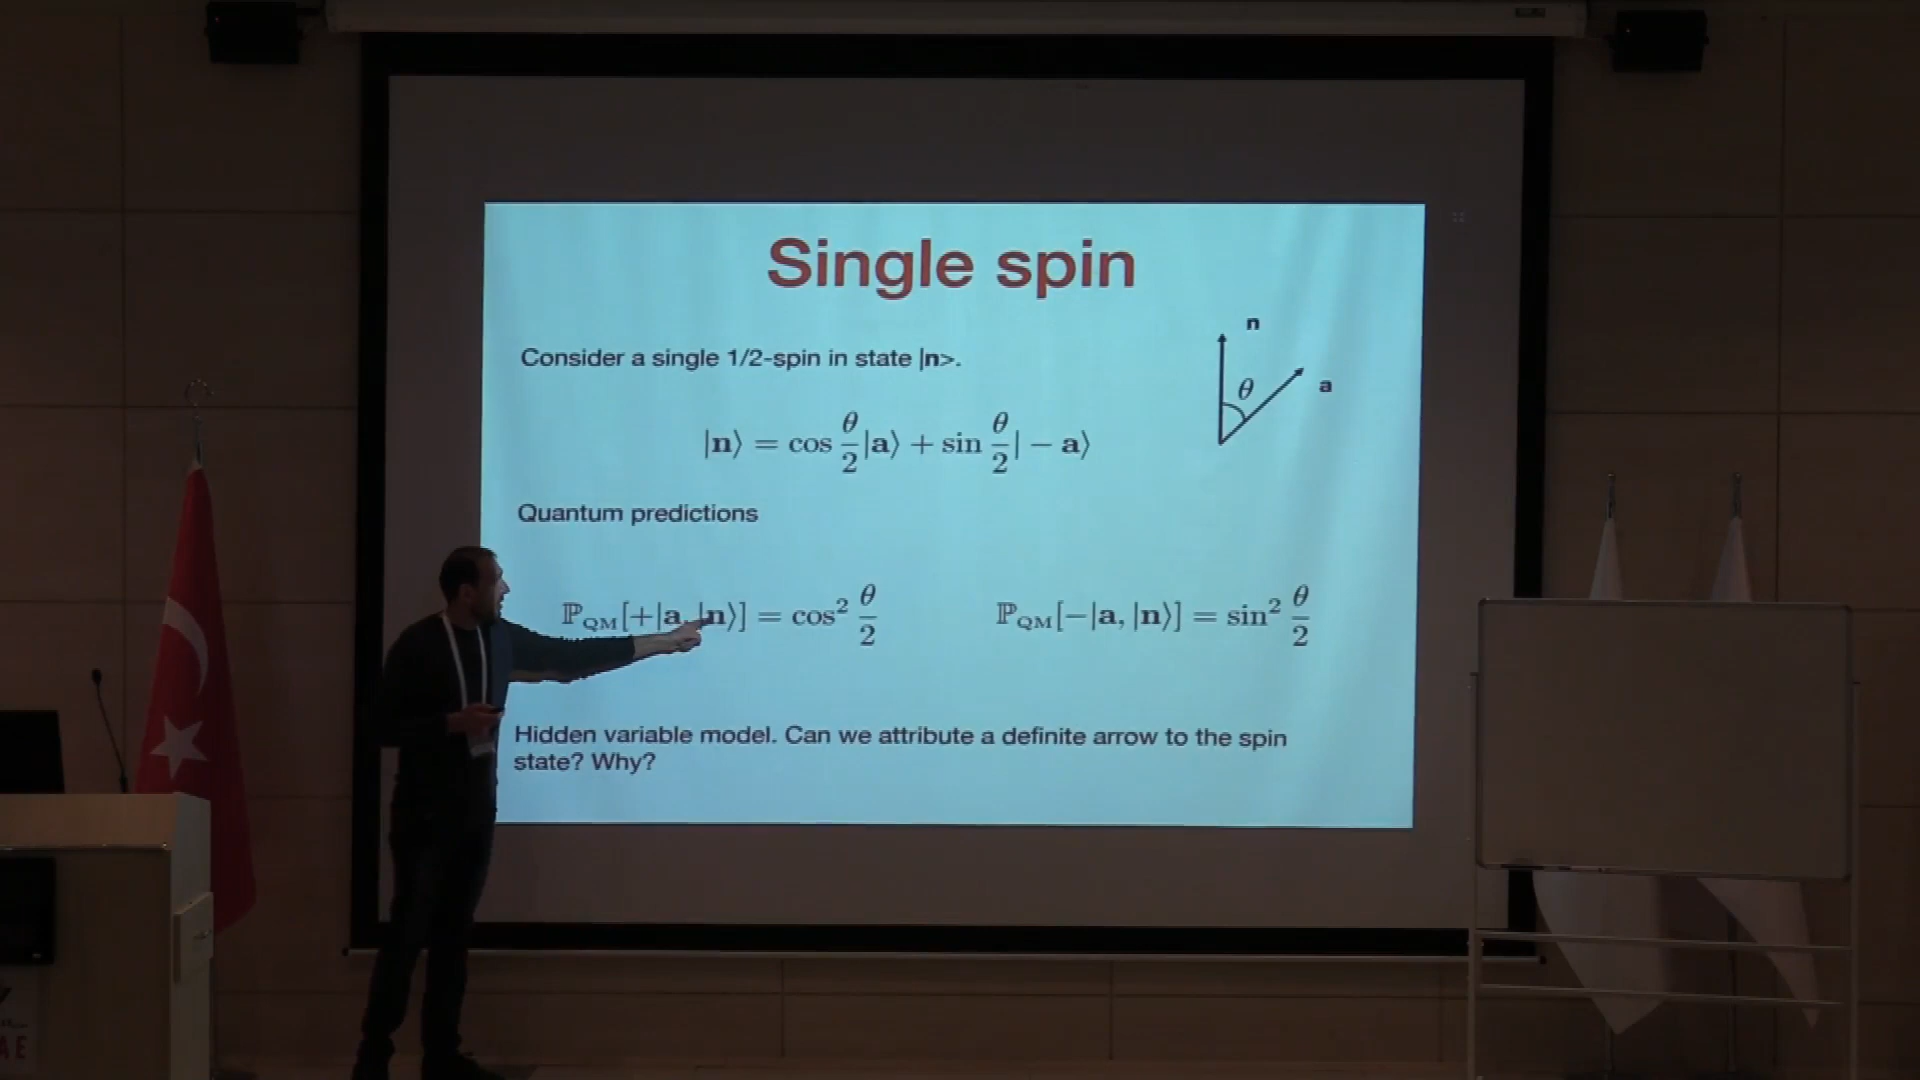 Single spin
n
Consider a single 1/2-spin in state |n>.
θ
a
|n⟩ = cos θ/2 |a⟩ + sin θ/2 | − a⟩
Quantum predictions
ℙQM[+|a, |n⟩] = cos² θ/2
ℙQM[−|a, |n⟩] = sin² θ/2
Hidden variable model. Can we attribute a definite arrow to the spin
state? Why?
AE